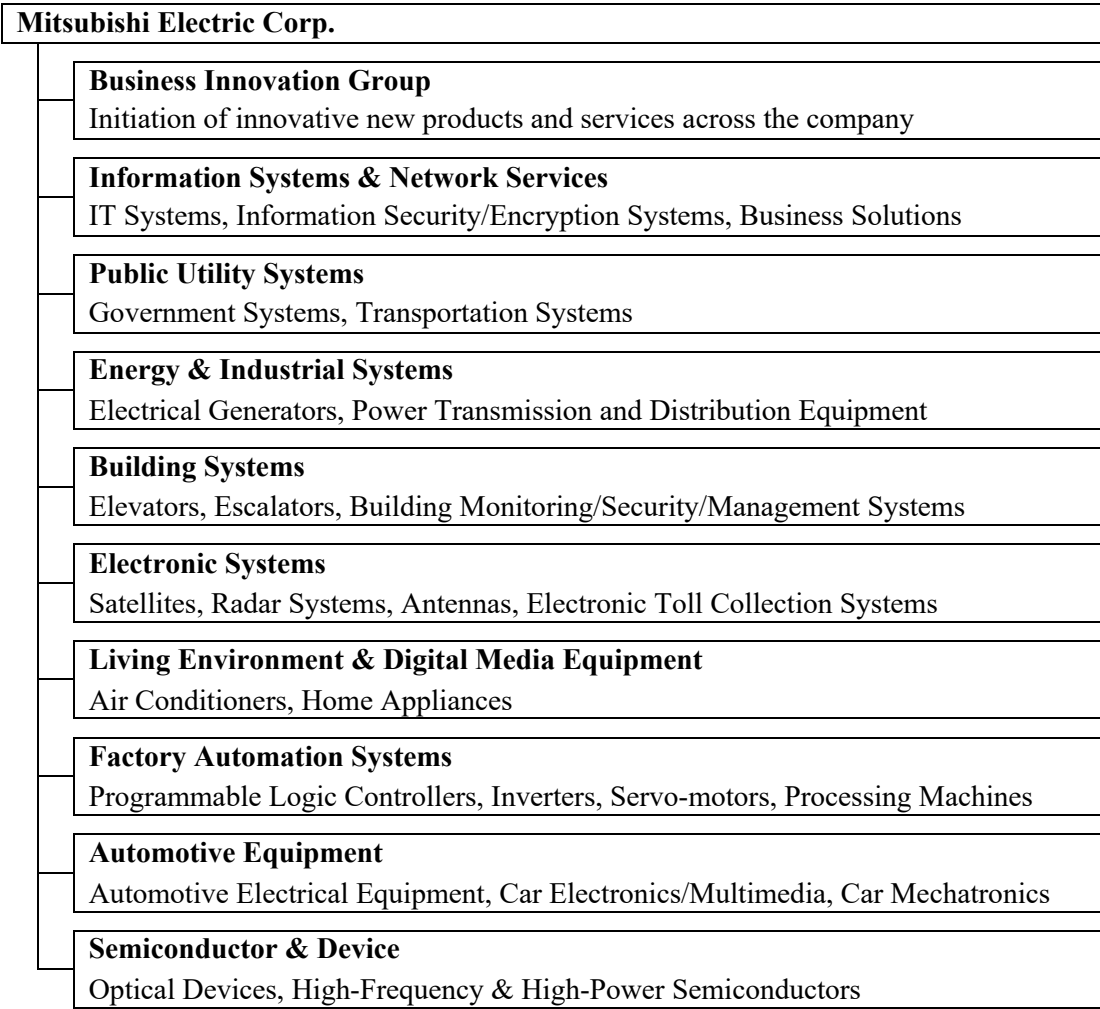 Mitsubishi Electric Corp.
Business Innovation Group
Initiation of innovative new products and services across the company
Information Systems & Network Services
IT Systems, Information Security/Encryption Systems, Business Solutions
Public Utility Systems
Government Systems, Transportation Systems
Energy & Industrial Systems
Electrical Generators, Power Transmission and Distribution Equipment
Building Systems
Elevators, Escalators, Building Monitoring/Security/Management Systems
Electronic Systems
Satellites, Radar Systems, Antennas, Electronic Toll Collection Systems
Living Environment & Digital Media Equipment
Air Conditioners, Home Appliances
Factory Automation Systems
Programmable Logic Controllers, Inverters, Servo-motors, Processing Machines
Automotive Equipment
Automotive Electrical Equipment, Car Electronics/Multimedia, Car Mechatronics
Semiconductor & Device
Optical Devices, High-Frequency & High-Power Semiconductors